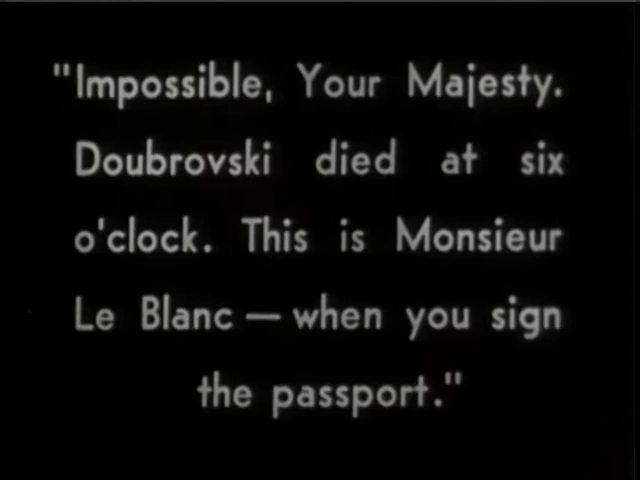 "Impossible, Your Majesty.
Doubrovski died at six
o'clock. This is Monsieur
Le Blanc — when you sign
the passport."